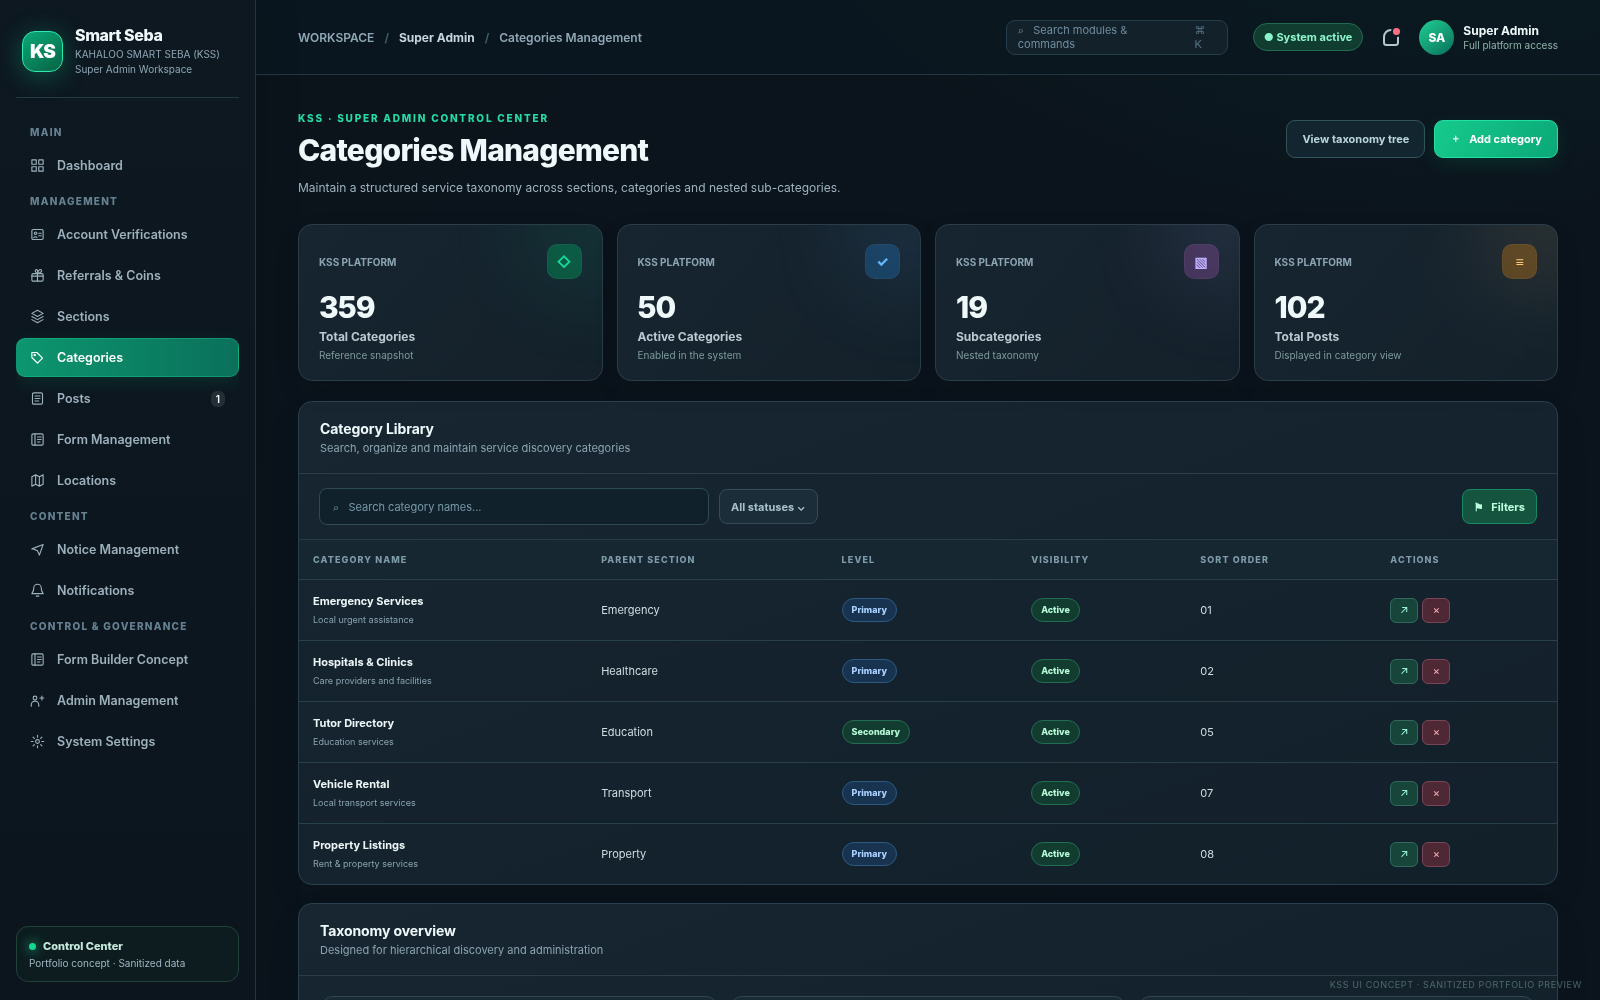 KS
Smart Seba
KAHALOO SMART SEBA (KSS)
Super Admin Workspace
MAIN
Dashboard
MANAGEMENT
Account Verifications
Referrals & Coins
Sections
Categories
Posts 1
Form Management
Locations
CONTENT
Notice Management
Notifications
CONTROL & GOVERNANCE
Form Builder Concept
Admin Management
System Settings
Control Center
Portfolio concept · Sanitized data
WORKSPACE / Super Admin / Categories Management
Search modules & commands ⌘ K
System active
SA
Super Admin
Full platform access
KSS · SUPER ADMIN CONTROL CENTER
Categories Management
Maintain a structured service taxonomy across sections, categories and nested sub-categories.
View taxonomy tree
+ Add category
KSS PLATFORM
359
Total Categories
Reference snapshot
KSS PLATFORM
50
Active Categories
Enabled in the system
KSS PLATFORM
19
Subcategories
Nested taxonomy
KSS PLATFORM
102
Total Posts
Displayed in category view
Category Library
Search, organize and maintain service discovery categories
Search category names...
All statuses
Filters
CATEGORY NAME PARENT SECTION LEVEL VISIBILITY SORT ORDER ACTIONS
Emergency Services Emergency Primary Active 01 ↗ ×
Local urgent assistance
Hospitals & Clinics Healthcare Primary Active 02 ↗ ×
Care providers and facilities
Tutor Directory Education Secondary Active 05 ↗ ×
Education services
Vehicle Rental Transport Primary Active 07 ↗ ×
Local transport services
Property Listings Property Primary Active 08 ↗ ×
Rent & property services
Taxonomy overview
Designed for hierarchical discovery and administration
KSS UI CONCEPT · SANITIZED PORTFOLIO PREVIEW